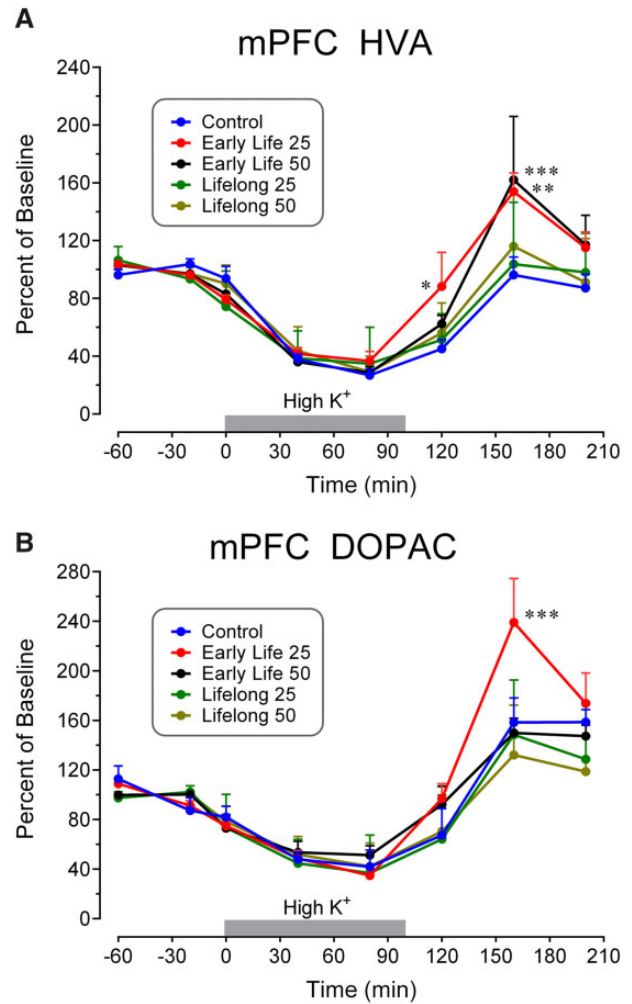 A
mPFC HVA
240
200
160
120
80
40
0
Percent of Baseline
Control
Early Life 25
Early Life 50
Lifelong 25
Lifelong 50
***
**
*
High K+
-60 -30 0 30 60 90 120 150 180 210
Time (min)
B
mPFC DOPAC
280
240
200
160
120
80
40
0
Percent of Baseline
Control
Early Life 25
Early Life 50
Lifelong 25
Lifelong 50
***
High K+
-60 -30 0 30 60 90 120 150 180 210
Time (min)